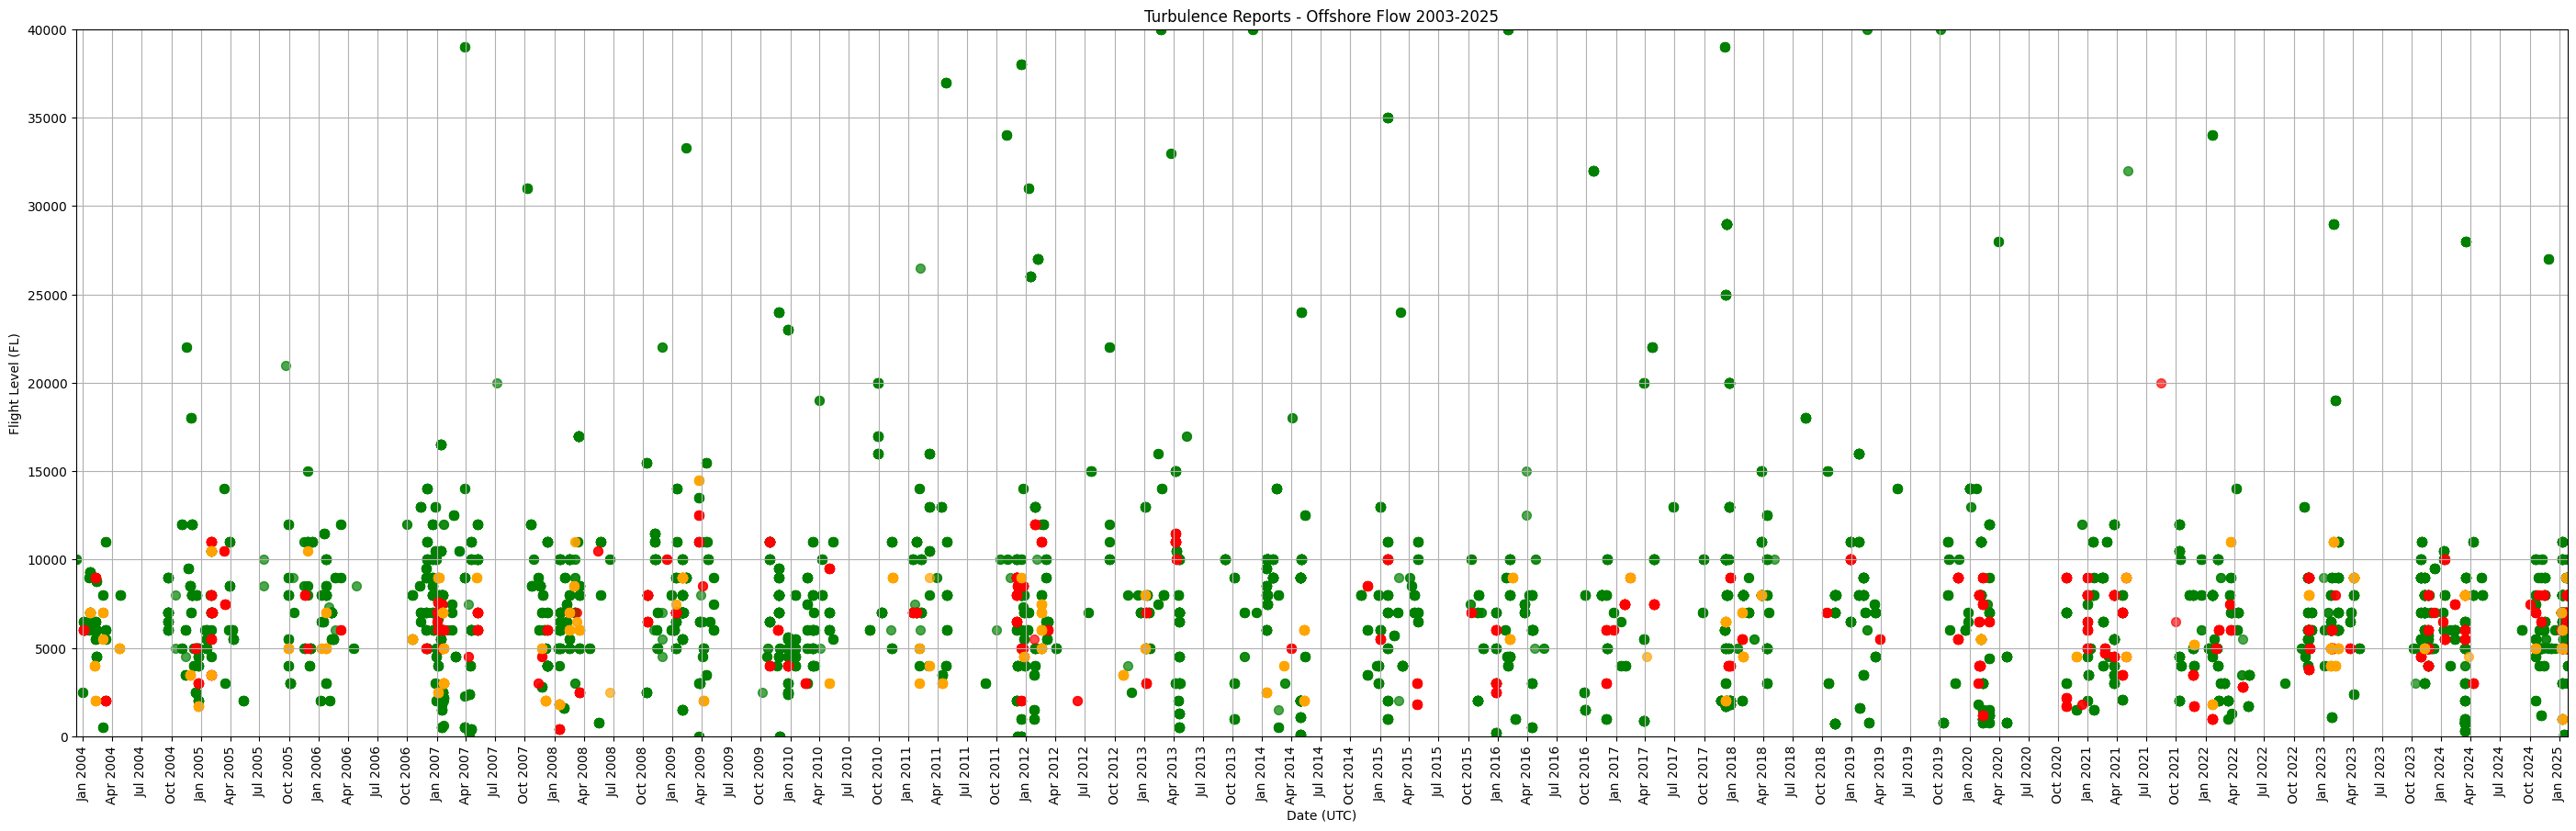 Turbulence Reports - Offshore Flow 2003-2025
Flight Level (FL)
40000
35000
30000
25000
20000
15000
10000
5000
0
Jan 2004
Apr 2004
Jul 2004
Oct 2004
Jan 2005
Apr 2005
Jul 2005
Oct 2005
Jan 2006
Apr 2006
Jul 2006
Oct 2006
Jan 2007
Apr 2007
Jul 2007
Oct 2007
Jan 2008
Apr 2008
Jul 2008
Oct 2008
Jan 2009
Apr 2009
Jul 2009
Oct 2009
Jan 2010
Apr 2010
Jul 2010
Oct 2010
Jan 2011
Apr 2011
Jul 2011
Oct 2011
Jan 2012
Apr 2012
Jul 2012
Oct 2012
Jan 2013
Apr 2013
Jul 2013
Oct 2013
Jan 2014
Apr 2014
Jul 2014
Oct 2014
Jan 2015
Apr 2015
Jul 2015
Oct 2015
Jan 2016
Apr 2016
Jul 2016
Oct 2016
Jan 2017
Apr 2017
Jul 2017
Oct 2017
Jan 2018
Apr 2018
Jul 2018
Oct 2018
Jan 2019
Apr 2019
Jul 2019
Oct 2019
Jan 2020
Apr 2020
Jul 2020
Oct 2020
Jan 2021
Apr 2021
Jul 2021
Oct 2021
Jan 2022
Apr 2022
Jul 2022
Oct 2022
Jan 2023
Apr 2023
Jul 2023
Oct 2023
Jan 2024
Apr 2024
Jul 2024
Oct 2024
Jan 2025
Date (UTC)